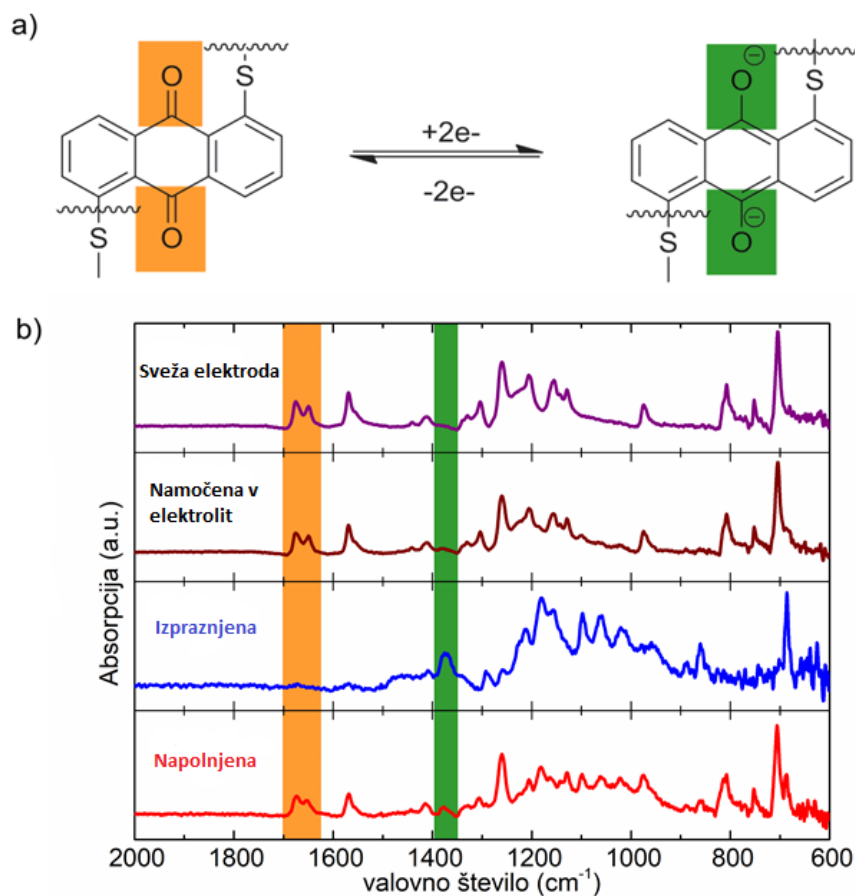 a)
O
S
O
S
+2e-
-2e-
O
⊖
S
O
⊖
S
b)
Sveža elektroda
Namočena v
elektrolit
Izpraznjena
Napolnjena
Absorpcija (a.u.)
2000 1800 1600 1400 1200 1000 800 600
valovno število (cm⁻¹)